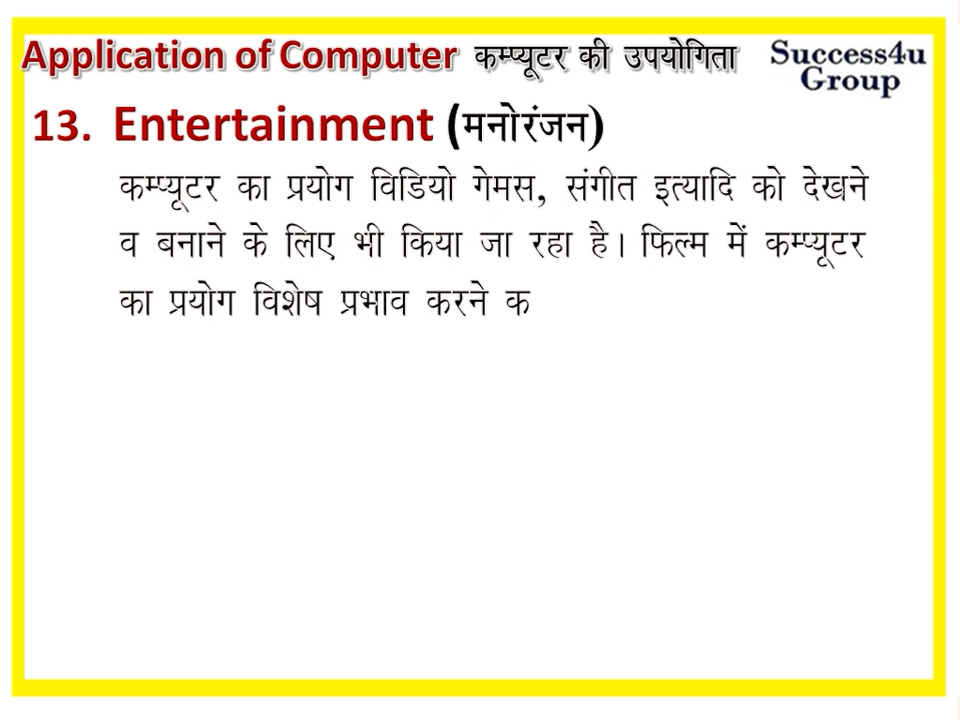 Application of Computer कम्प्यूटर की उपयोगिता
Success4u
Group
13. Entertainment (मनोरंजन)
कम्प्यूटर का प्रयोग विडियो गेमस, संगीत इत्यादि को देखने
व बनाने के लिए भी किया जा रहा है। फिल्म में कम्प्यूटर
का प्रयोग विशेष प्रभाव करने क